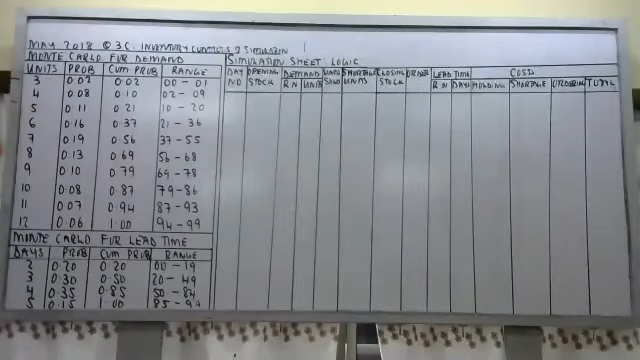 MAY 2018 Q3C: INVENTORY CONTROLS & SIMULATION
MONTE CARLO FUR DEMAND
UNITS PROB CUM PROB RANGE
3 0.02 0.02 00-01
4 0.08 0.10 02-09
5 0.11 0.21 10-20
6 0.16 0.37 21-36
7 0.19 0.56 37-55
8 0.13 0.69 56-68
9 0.10 0.79 69-78
10 0.08 0.87 79-86
11 0.07 0.94 87-93
12 0.06 1.00 94-99
MONTE CARLO FUR LEAD TIME
DAYS PROB CUM PROB RANGE
2 0.20 0.20 00-19
3 0.30 0.50 20-49
4 0.35 0.85 50-84
5 0.15 1.00 85-99
SIMULATION SHEET: LOGIC
DAY OPENING DEMAND UNITS SHORTAGE CLOSING ORDER LEAD TIME COSTS
NO STOCK RN UNITS SOLD UNITS STOCK RN DAYS HOLDING SHORTAGE ORDERING TOTAL